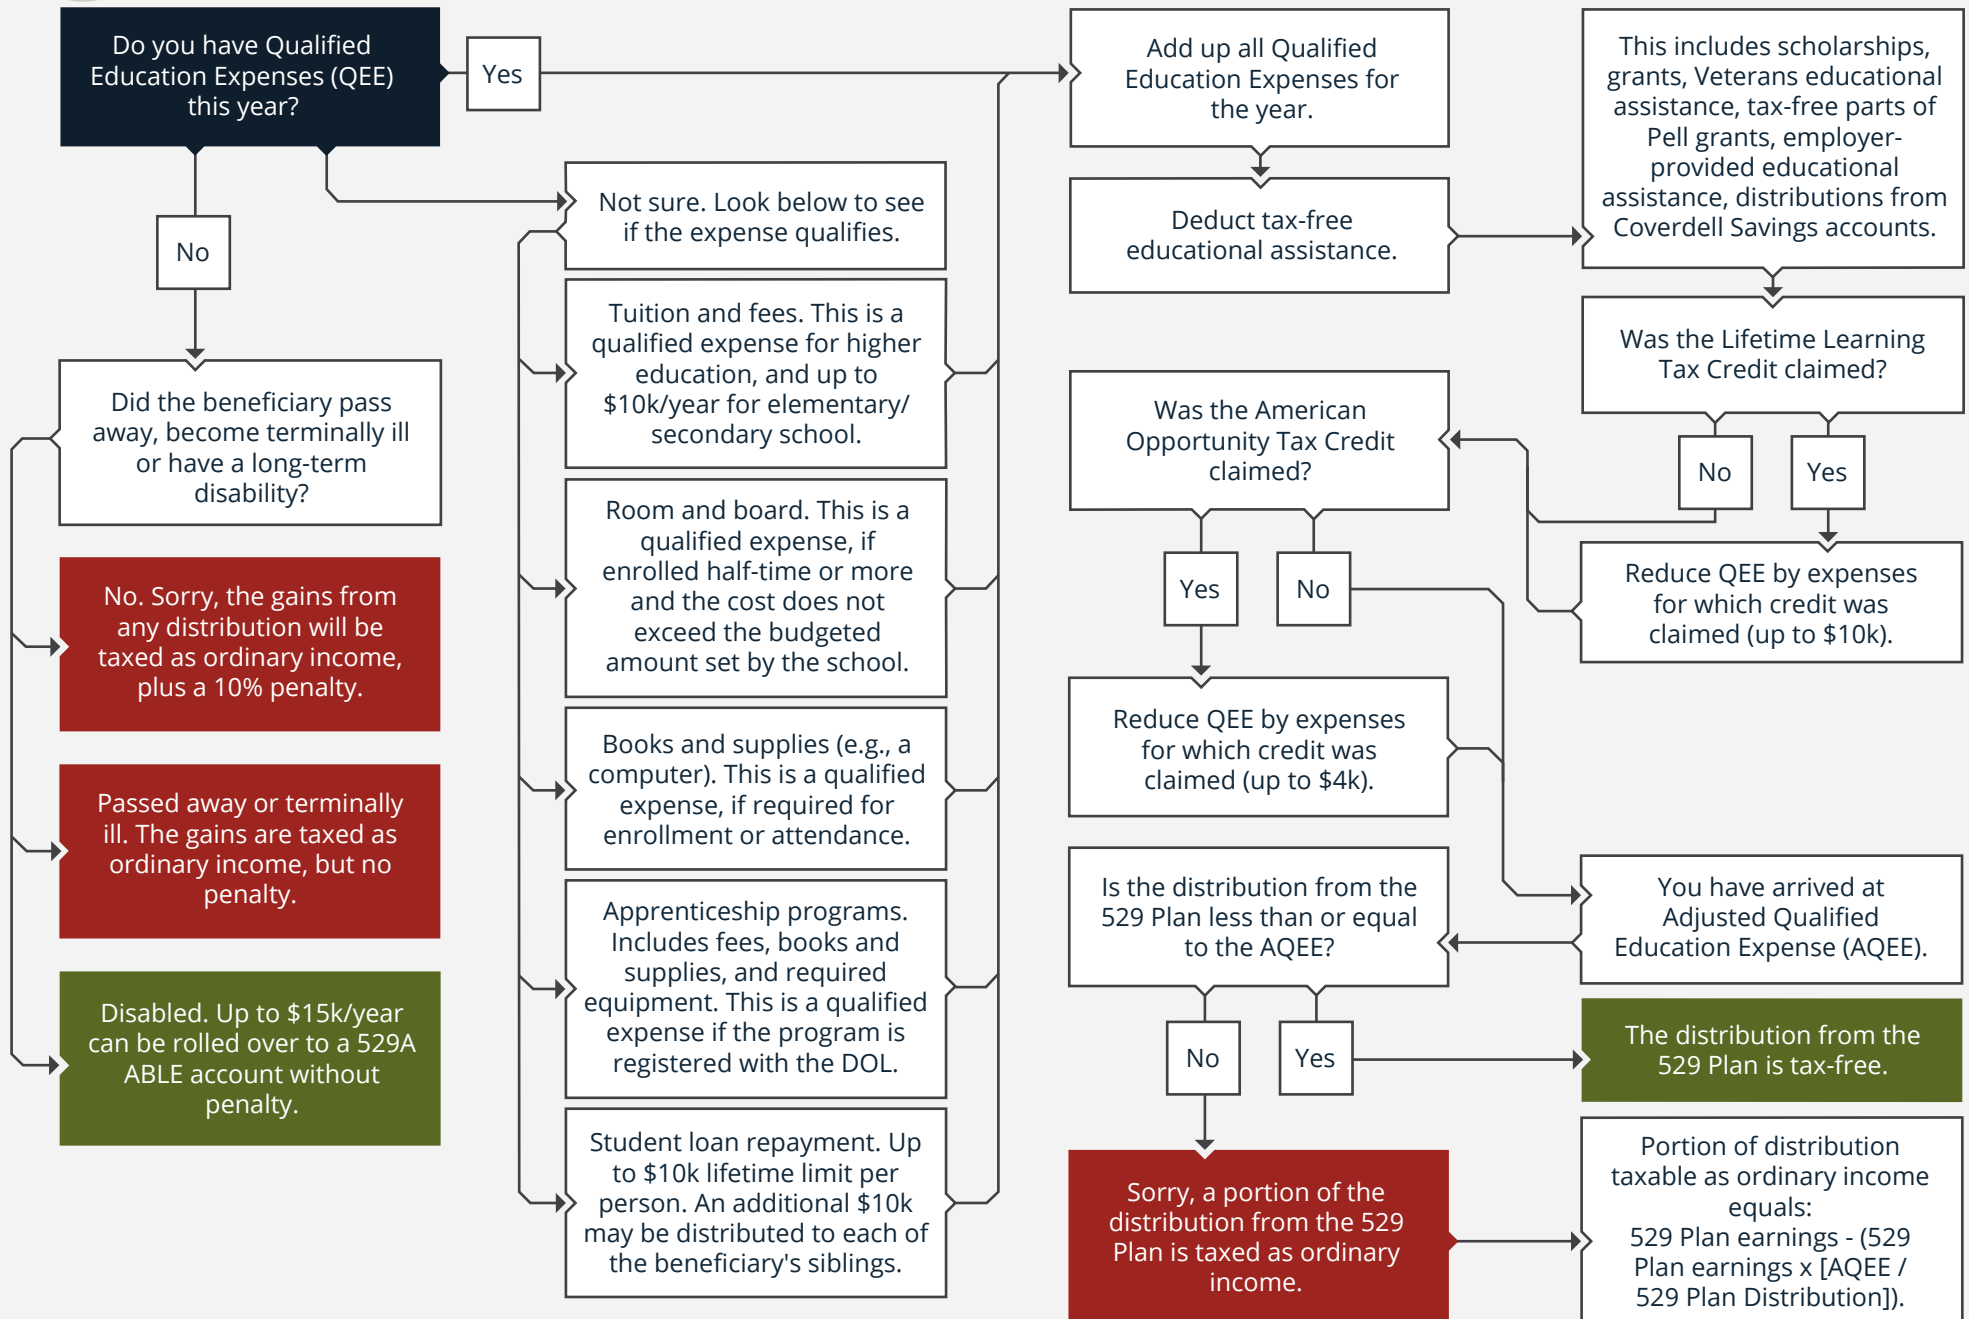 Do you have Qualified
Education Expenses (QEE)
this year?
Yes
No
Did the beneficiary pass
away, become terminally ill
or have a long-term
disability?
No. Sorry, the gains from
any distribution will be
taxed as ordinary income,
plus a 10% penalty.
Passed away or terminally
ill. The gains are taxed as
ordinary income, but no
penalty.
Disabled. Up to $15k/year
can be rolled over to a 529A
ABLE account without
penalty.
Not sure. Look below to see
if the expense qualifies.
Tuition and fees. This is a
qualified expense for higher
education, and up to
$10k/year for elementary/
secondary school.
Room and board. This is a
qualified expense, if
enrolled half-time or more
and the cost does not
exceed the budgeted
amount set by the school.
Books and supplies (e.g., a
computer). This is a qualified
expense, if required for
enrollment or attendance.
Apprenticeship programs.
Includes fees, books and
supplies, and required
equipment. This is a qualified
expense if the program is
registered with the DOL.
Student loan repayment. Up
to $10k lifetime limit per
person. An additional $10k
may be distributed to each of
the beneficiary's siblings.
Add up all Qualified
Education Expenses for
the year.
Deduct tax-free
educational assistance.
This includes scholarships,
grants, Veterans educational
assistance, tax-free parts of
Pell grants, employer-
provided educational
assistance, distributions from
Coverdell Savings accounts.
Was the Lifetime Learning
Tax Credit claimed?
No
Yes
Reduce QEE by expenses
for which credit was
claimed (up to $10k).
Was the American
Opportunity Tax Credit
claimed?
Yes
No
Reduce QEE by expenses
for which credit was
claimed (up to $4k).
You have arrived at
Adjusted Qualified
Education Expense (AQEE).
Is the distribution from the
529 Plan less than or equal
to the AQEE?
No
Yes
The distribution from the
529 Plan is tax-free.
Sorry, a portion of the
distribution from the 529
Plan is taxed as ordinary
income.
Portion of distribution
taxable as ordinary income
equals:
529 Plan earnings - (529
Plan earnings x [AQEE /
529 Plan Distribution]).